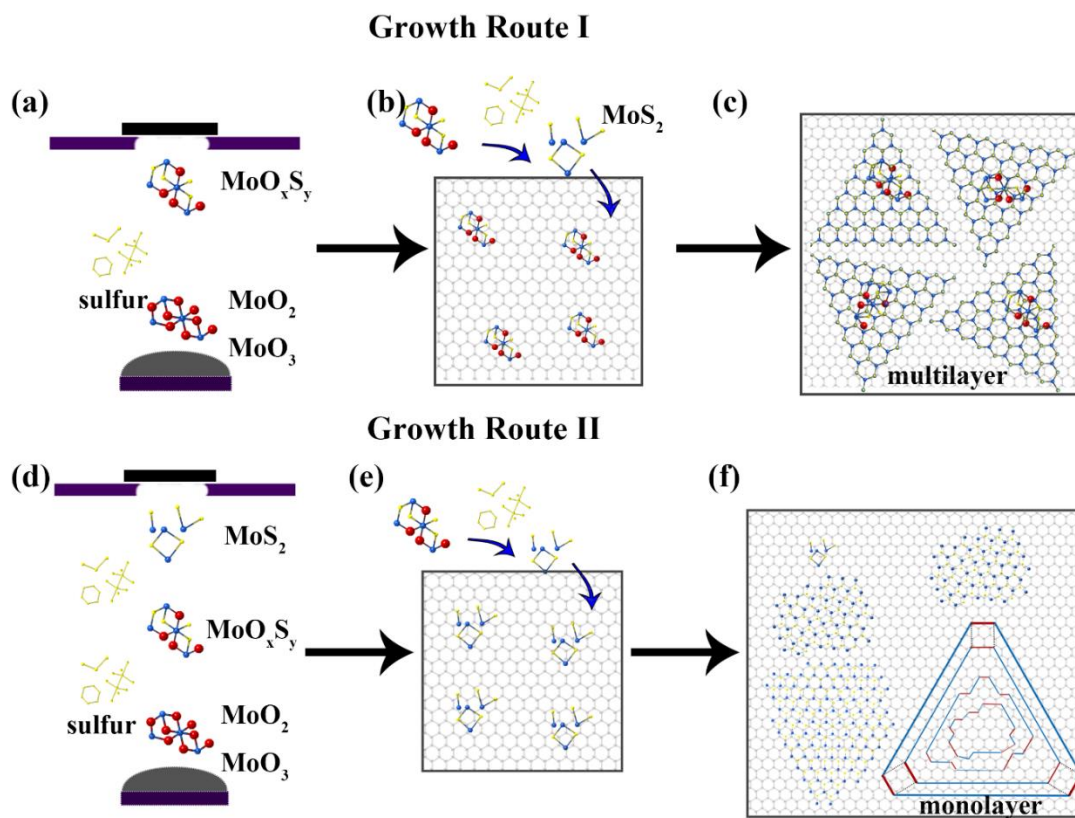 Growth Route I
(a)
MoOxSy
sulfur
MoO2
MoO3
(b)
MoS2
(c)
multilayer
Growth Route II
(d)
MoS2
MoOxSy
sulfur
MoO2
MoO3
(e)
(f)
monolayer